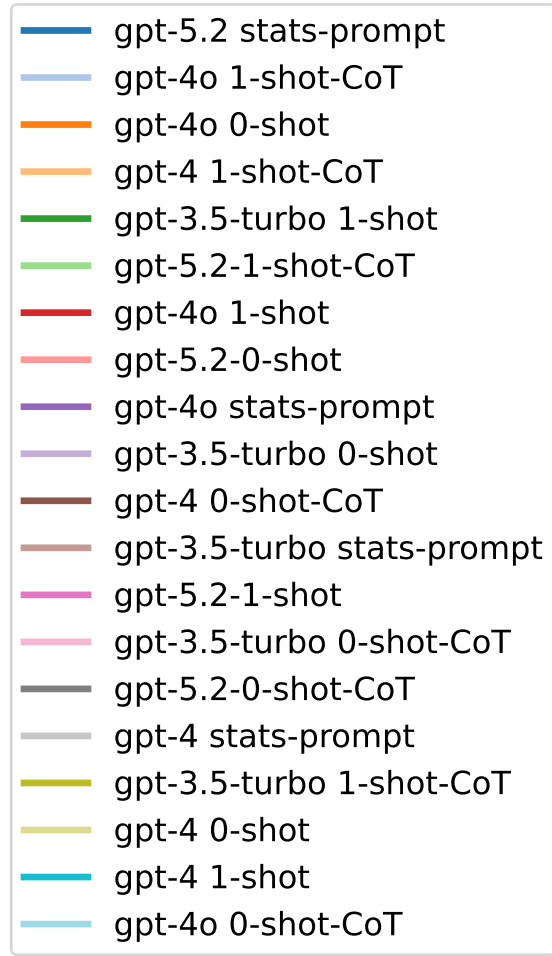 gpt-5.2 stats-prompt
gpt-4o 1-shot-CoT
gpt-4o 0-shot
gpt-4 1-shot-CoT
gpt-3.5-turbo 1-shot
gpt-5.2-1-shot-CoT
gpt-4o 1-shot
gpt-5.2-0-shot
gpt-4o stats-prompt
gpt-3.5-turbo 0-shot
gpt-4 0-shot-CoT
gpt-3.5-turbo stats-prompt
gpt-5.2-1-shot
gpt-3.5-turbo 0-shot-CoT
gpt-5.2-0-shot-CoT
gpt-4 stats-prompt
gpt-3.5-turbo 1-shot-CoT
gpt-4 0-shot
gpt-4 1-shot
gpt-4o 0-shot-CoT